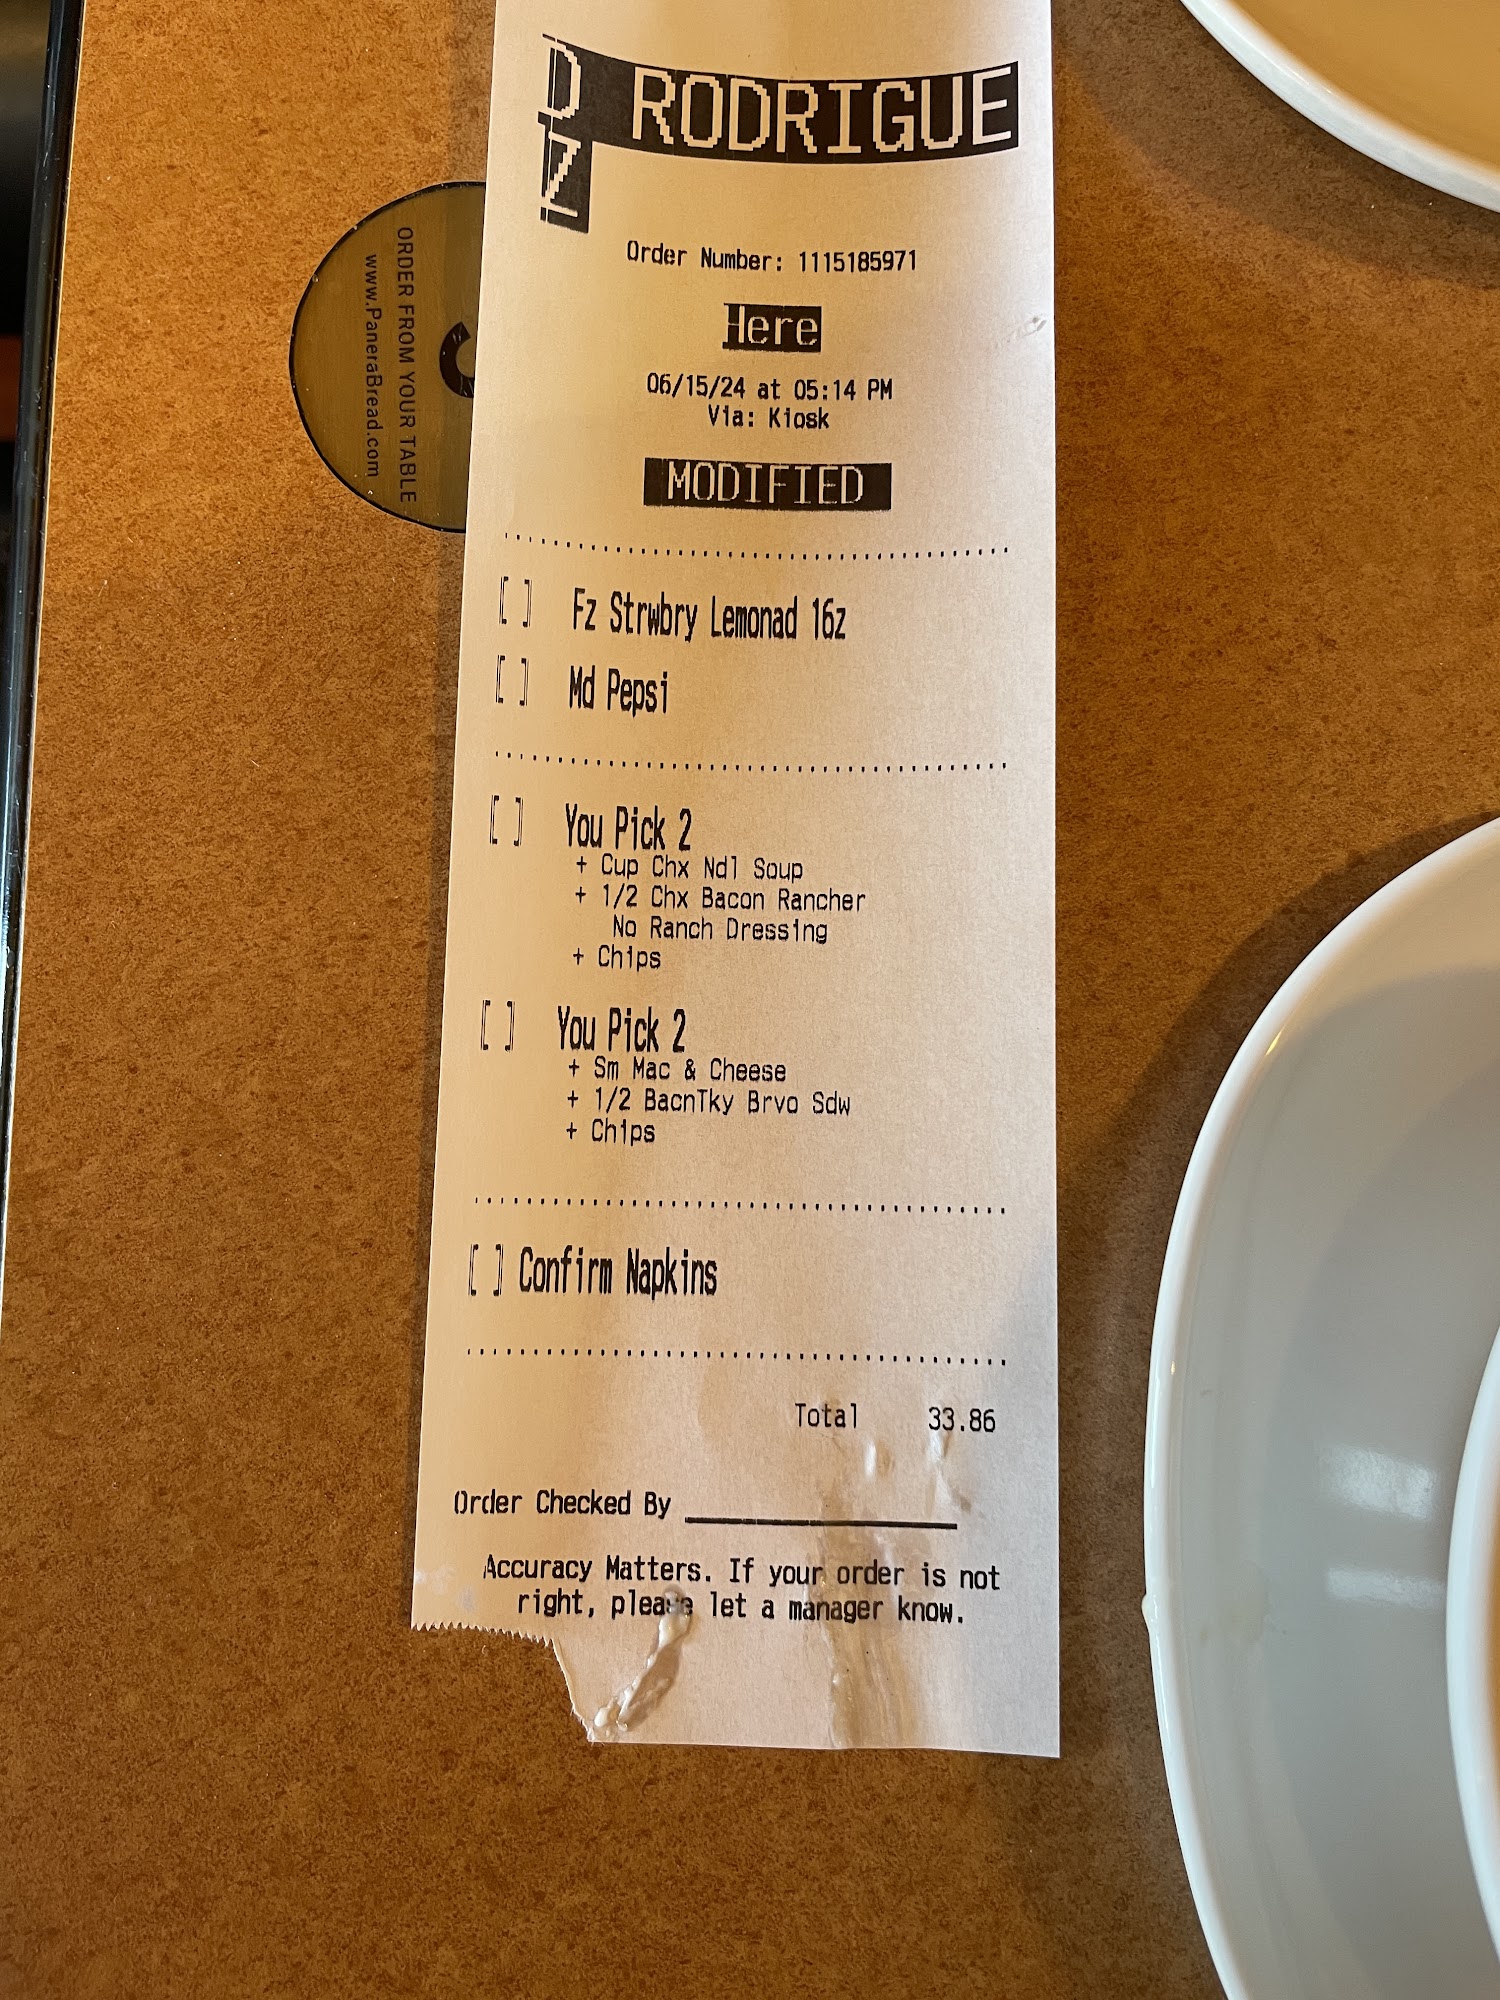 D RODRIGUE
Z
Order Number: 1115185971
Here
06/15/24 at 05:14 PM
Via: Kiosk
MODIFIED
[ ] Fz Strwbry Lemonad 16z
[ ] Md Pepsi
[ ] You Pick 2
+ Cup Chx Ndl Soup
+ 1/2 Chx Bacon Rancher
No Ranch Dressing
+ Chips
[ ] You Pick 2
+ Sm Mac & Cheese
+ 1/2 BacnTky Brvo Sdw
+ Chips
[ ] Confirm Napkins
Total 33.86
Order Checked By
Accuracy Matters. If your order is not
right, please let a manager know.
ORDER FROM YOUR TABLE
www.PaneraBread.com